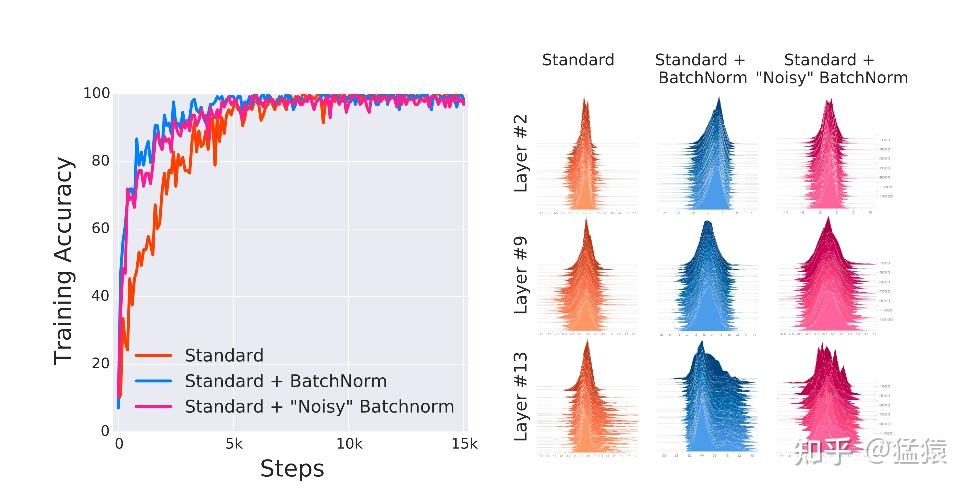 Standard
Standard +
BatchNorm
Standard +
"Noisy" BatchNorm
100
80
60
40
20
0
Training Accuracy
Standard
Standard + BatchNorm
Standard + "Noisy" Batchnorm
0
5k
10k
15k
Steps
Layer #2
Layer #9
Layer #13
知乎 @猛猿